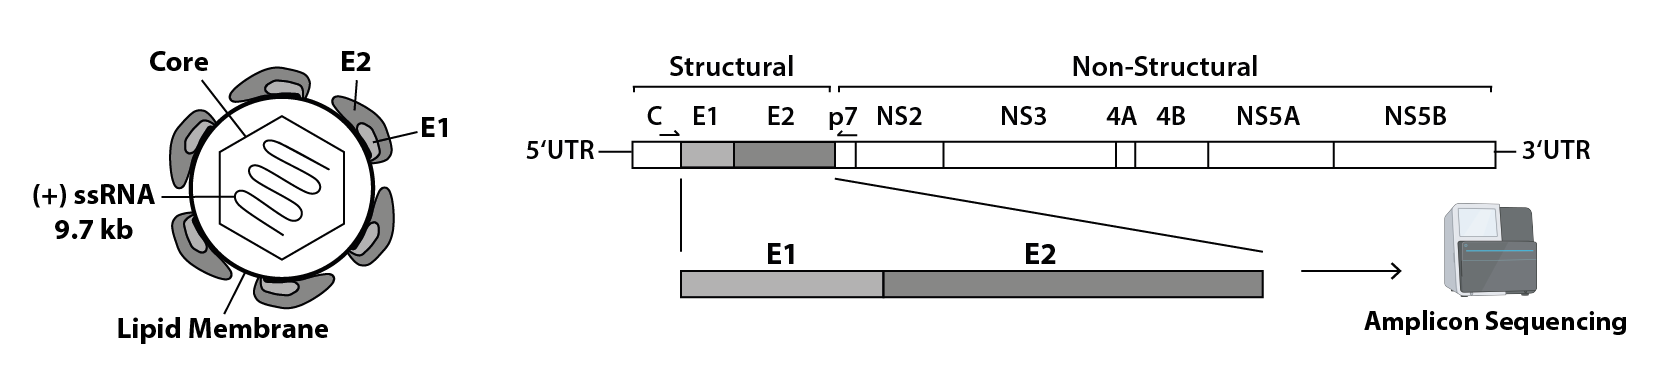 Core
E2
E1
(+) ssRNA
9.7 kb
Lipid Membrane
Structural
Non-Structural
C E1 E2 p7 NS2 NS3 4A 4B NS5A NS5B
5‘UTR
3‘UTR
E1 E2
Amplicon Sequencing